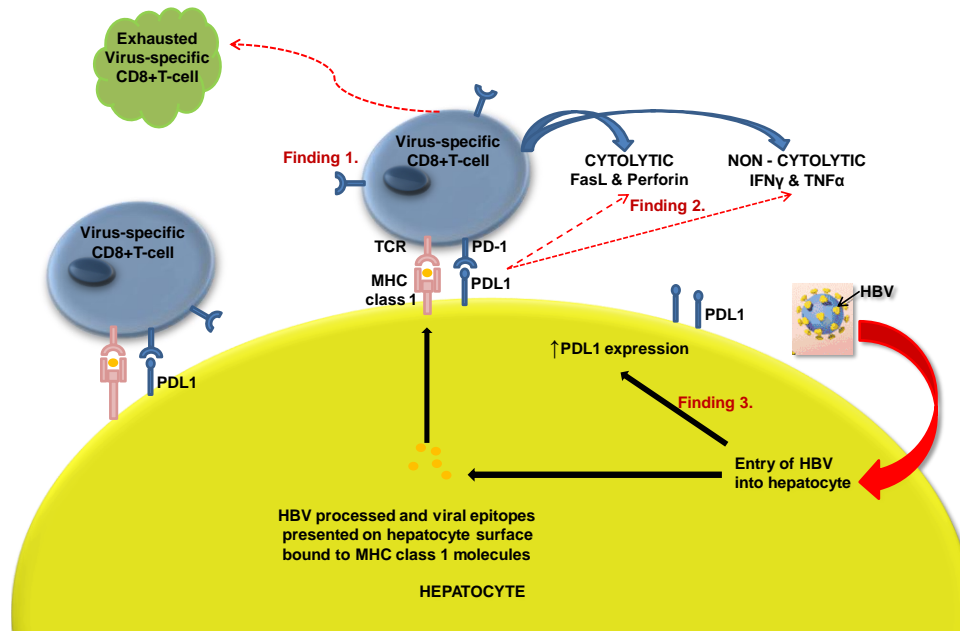 Exhausted
Virus-specific
CD8+T-cell
Finding 1.
Virus-specific
CD8+T-cell
CYTOLYTIC
FasL & Perforin
NON - CYTOLYTIC
IFNγ & TNFα
Finding 2.
Virus-specific
CD8+T-cell
TCR
PD-1
MHC
class 1
PDL1
PDL1
HBV
PDL1
↑PDL1 expression
Finding 3.
Entry of HBV
into hepatocyte
HBV processed and viral epitopes
presented on hepatocyte surface
bound to MHC class 1 molecules
HEPATOCYTE